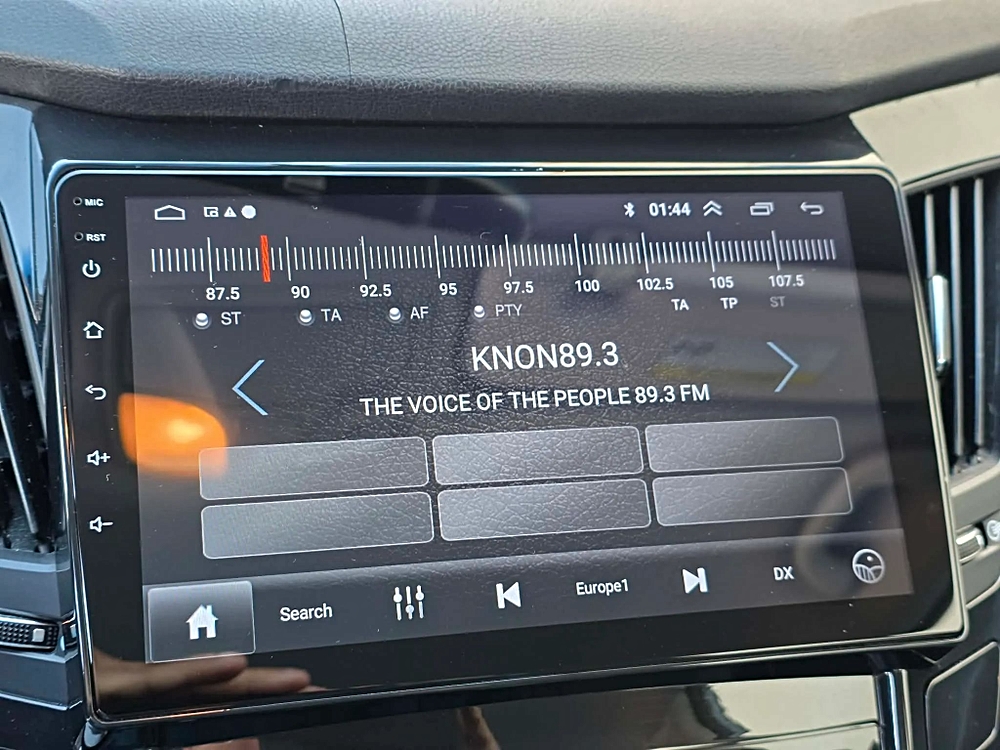 MIC
01:44
RST
87.5 90 92.5 95 97.5 100 102.5 105 107.5
TA TP ST
ST TA AF PTY
KNON89.3
THE VOICE OF THE PEOPLE 89.3 FM
Search Europe1 DX